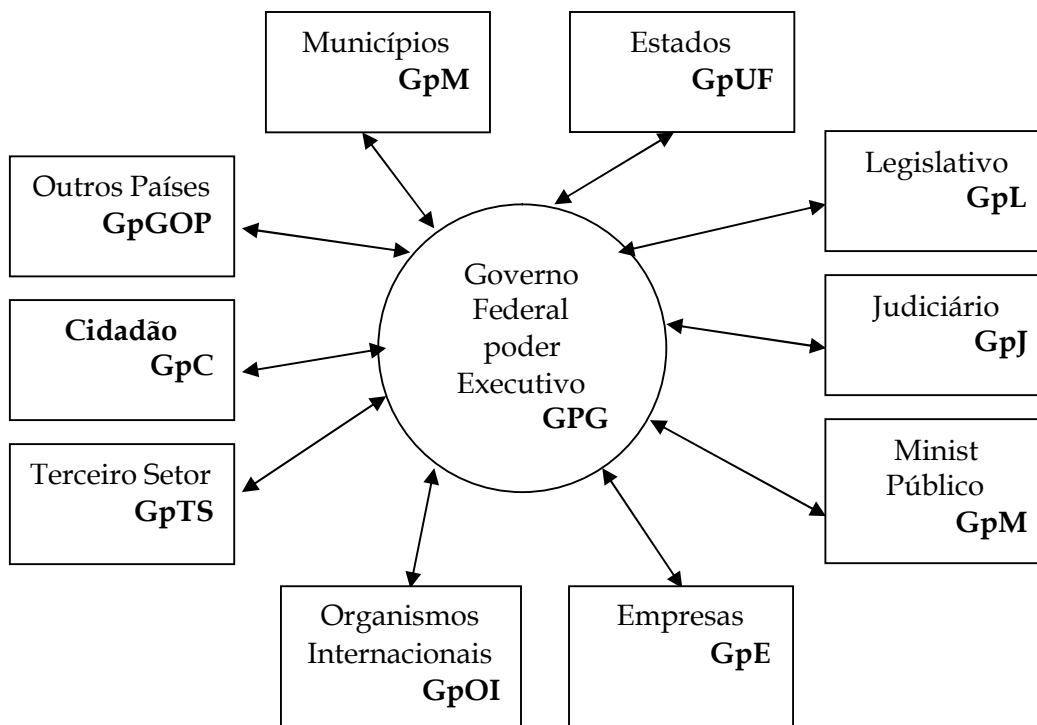 Municípios
GpM
Estados
GpUF
Legislativo
GpL
Outros Países
GpGOP
Governo
Federal
poder
Executivo
GPG
Cidadão
GpC
Judiciário
GpJ
Terceiro Setor
GpTS
Minist
Público
GpM
Organismos
Internacionais
GpOI
Empresas
GpE